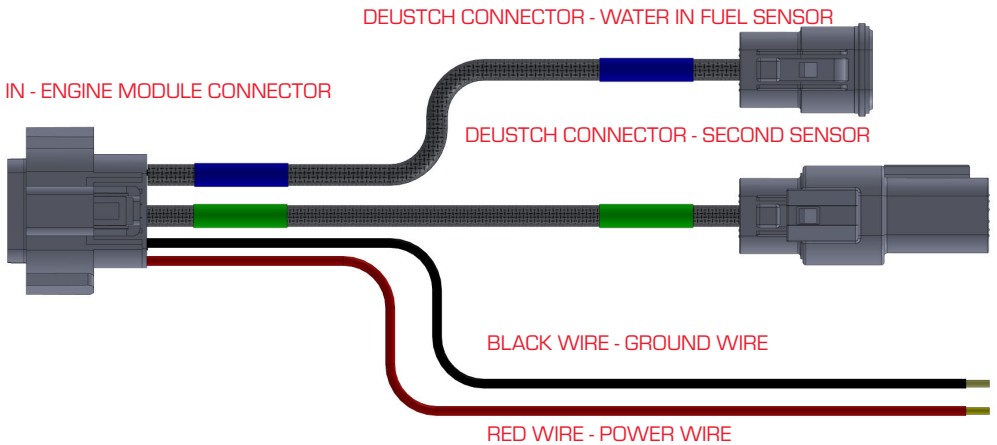 DEUSTCH CONNECTOR - WATER IN FUEL SENSOR
IN - ENGINE MODULE CONNECTOR
DEUSTCH CONNECTOR - SECOND SENSOR
BLACK WIRE - GROUND WIRE
RED WIRE - POWER WIRE